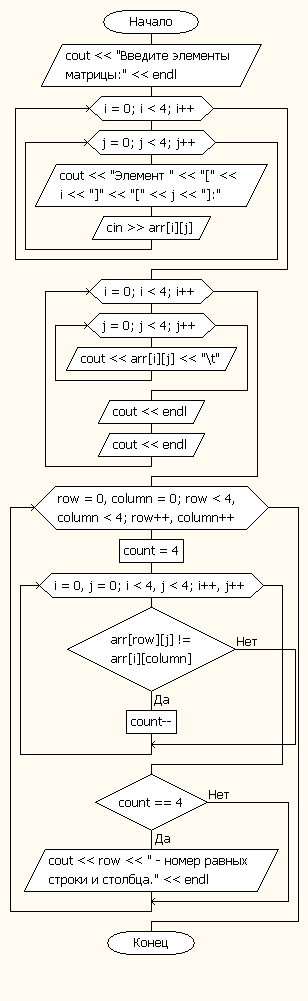 Начало
cout << "Введите элементы
матрицы:" << endl
i = 0; i < 4; i++
j = 0; j < 4; j++
cout << "Элемент " << "[" <<
i << "]" << "[" << j << "]:"
cin >> arr[i][j]
i = 0; i < 4; i++
j = 0; j < 4; j++
cout << arr[i][j] << "\t"
cout << endl
cout << endl
row = 0, column = 0; row < 4,
column < 4; row++, column++
count = 4
i = 0, j = 0; i < 4, j < 4; i++, j++
arr[row][j] !=
arr[i][column]
Нет
Да
count--
count == 4
Нет
Да
cout << row << " - номер равных
строки и столбца." << endl
Конец